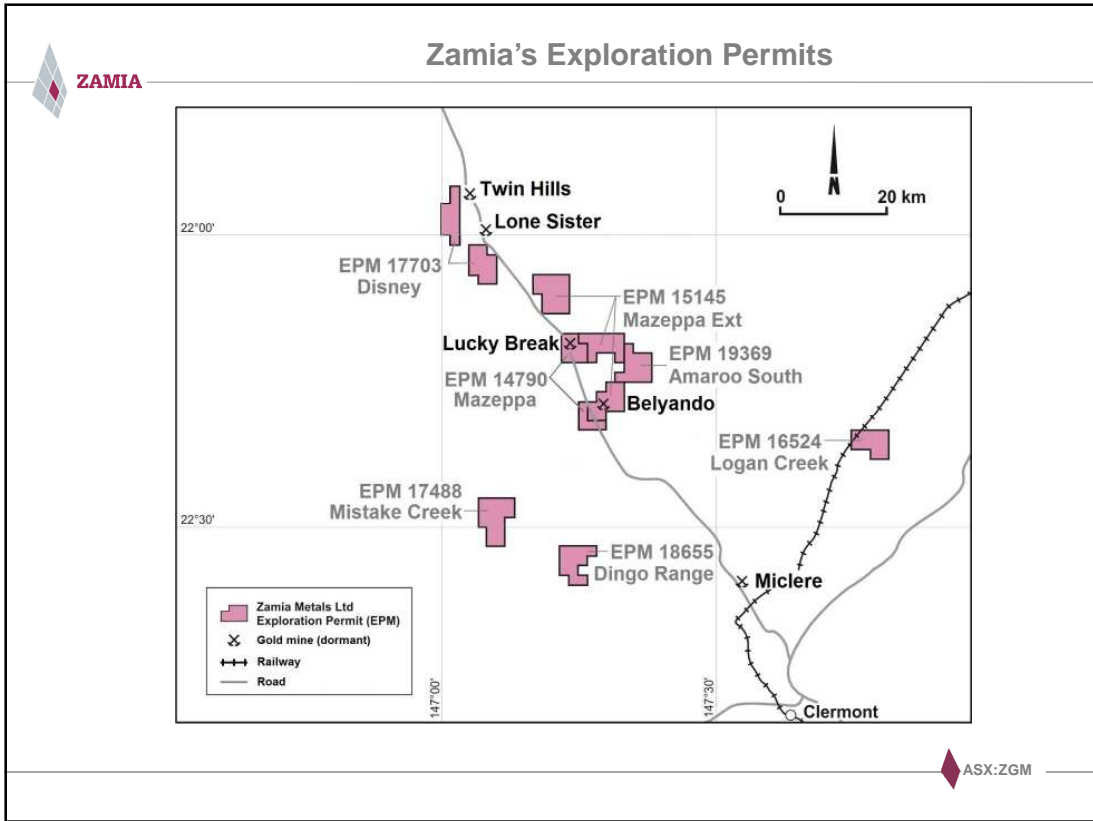 Zamia's Exploration Permits
ZAMIA
Twin Hills
0 20 km
N
Lone Sister
22°00'
EPM 17703
Disney
EPM 15145
Mazeppa Ext
Lucky Break
EPM 19369
Amaroo South
EPM 14790
Mazeppa
Belyando
EPM 16524
Logan Creek
EPM 17488
Mistake Creek
22°30'
EPM 18655
Dingo Range
Miclere
Zamia Metals Ltd
Exploration Permit (EPM)
Gold mine (dormant)
Railway
Road
147°00'
147°30'
Clermont
ASX:ZGM